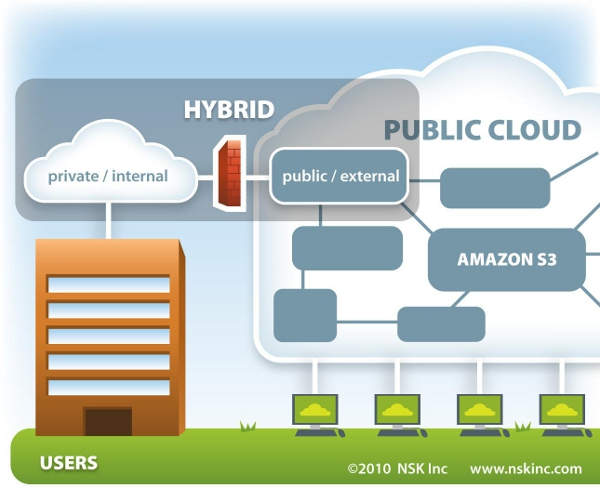 HYBRID
PUBLIC CLOUD
private / internal
public / external
AMAZON S3
USERS
©2010 NSK Inc www.nskinc.com